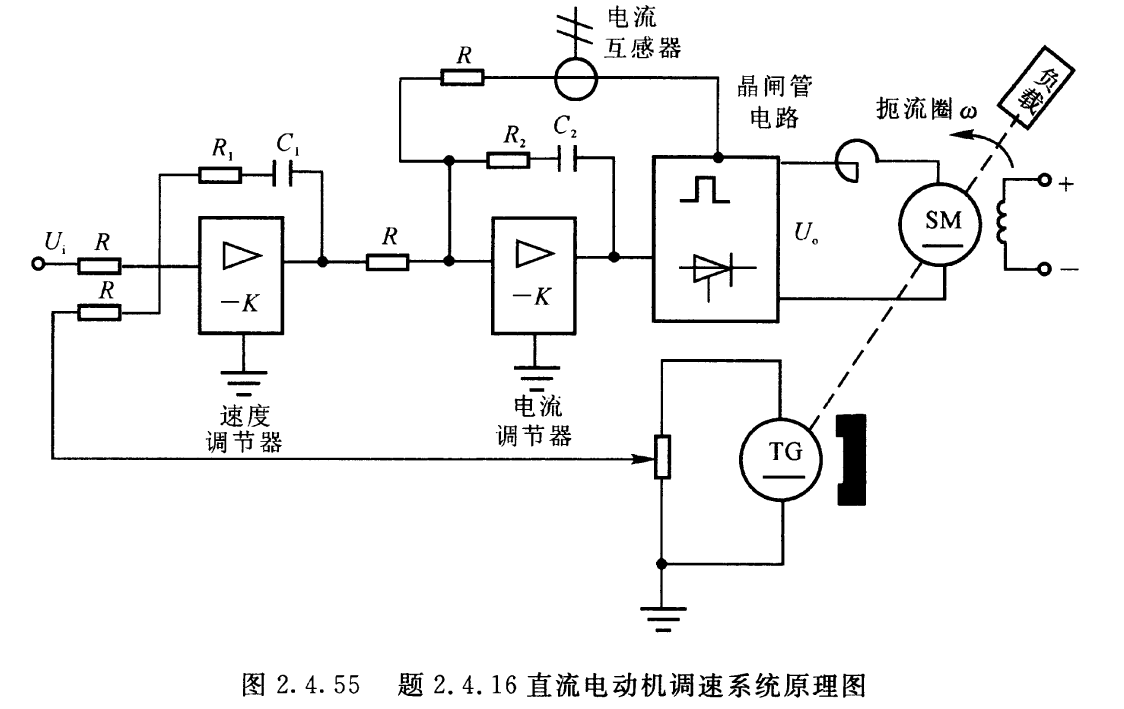 电流
互感器
R
晶闸管
电路
负载
扼流圈 ω
R₁
C₁
R₂
C₂
Uᵢ
R
R
R
▷
−K
▷
−K
Uₒ
SM
+
−
速度
调节器
电流
调节器
TG
图 2.4.55 题 2.4.16 直流电动机调速系统原理图